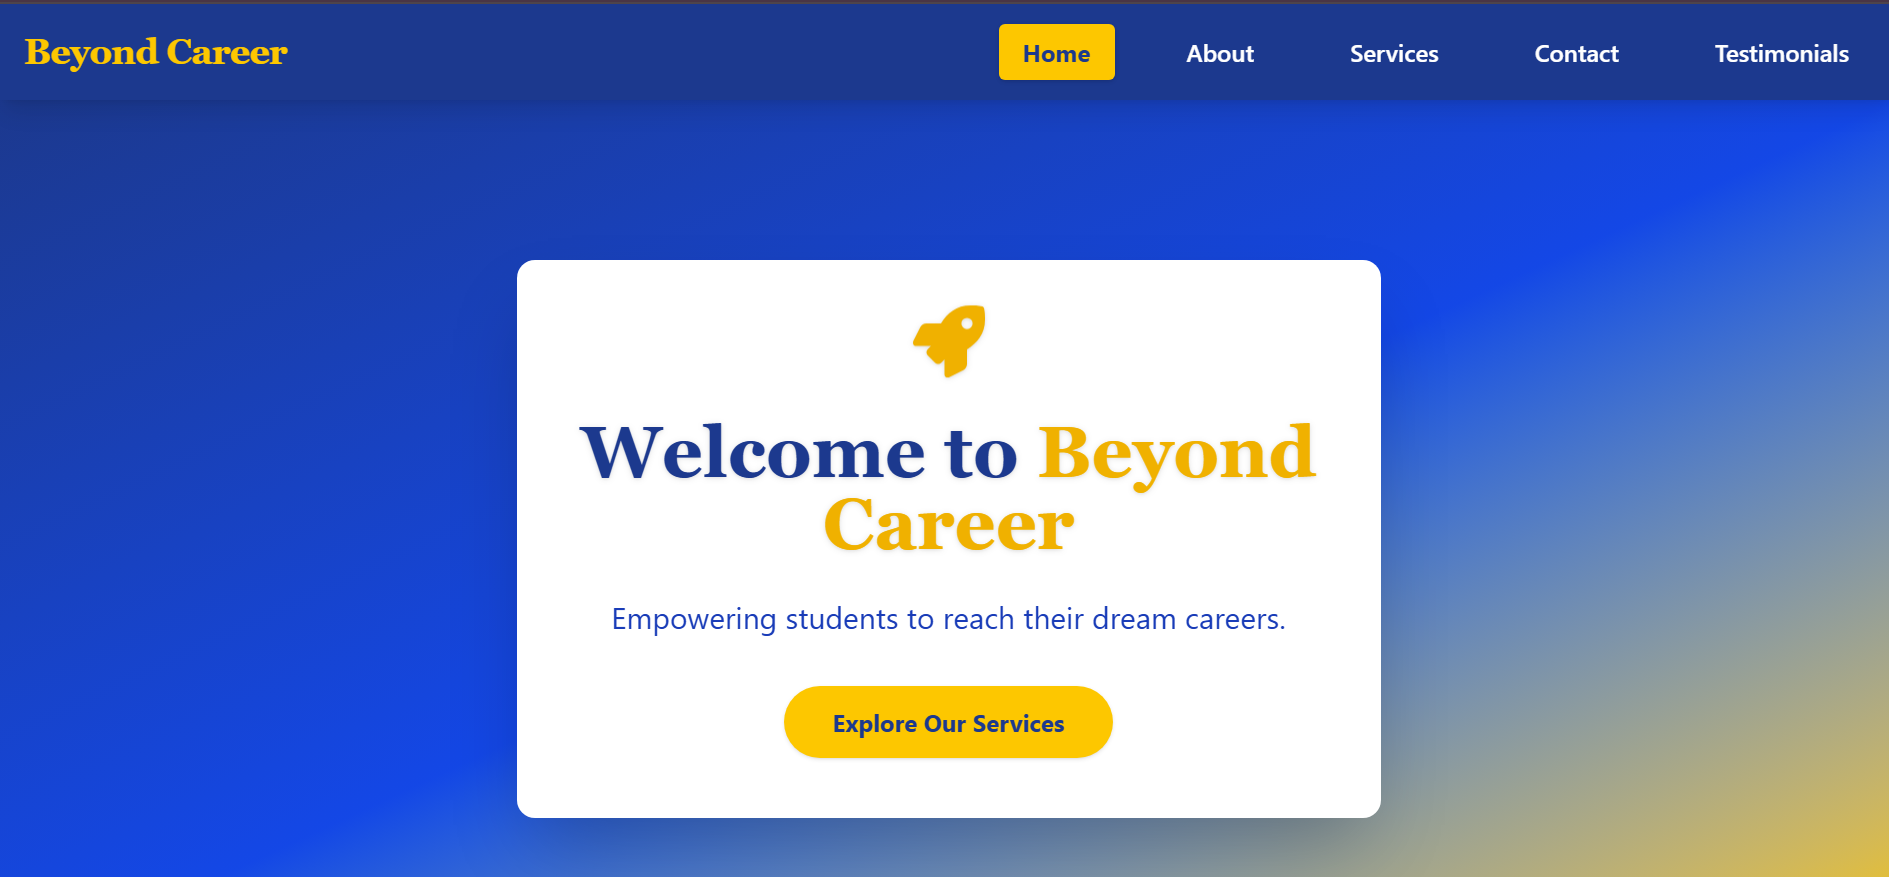 Beyond Career
Home
About
Services
Contact
Testimonials
Welcome to Beyond
Career
Empowering students to reach their dream careers.
Explore Our Services